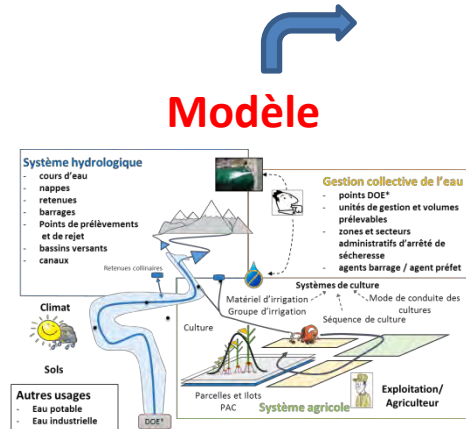 Modèle
Système hydrologique
- cours d'eau
- nappes
- retenues
- barrages
- Points de prélèvements
et de rejet
- bassins versants
- canaux
Gestion collective de l'eau
- points DOE*
- unités de gestion et volumes
prélevables
- zones et secteurs
administratifs d'arrêté de
sécheresse
- agents barrage / agent préfet
Retenues collinaires
Climat
Sols
Matériel d'irrigation
Groupe d'irrigation
Systèmes de culture
Mode de conduite des
cultures
Séquence de culture
Culture
Parcelles et Ilots
PAC
Système agricole
Exploitation/
Agriculteur
Autres usages
- Eau potable
- Eau industrielle
DOE*